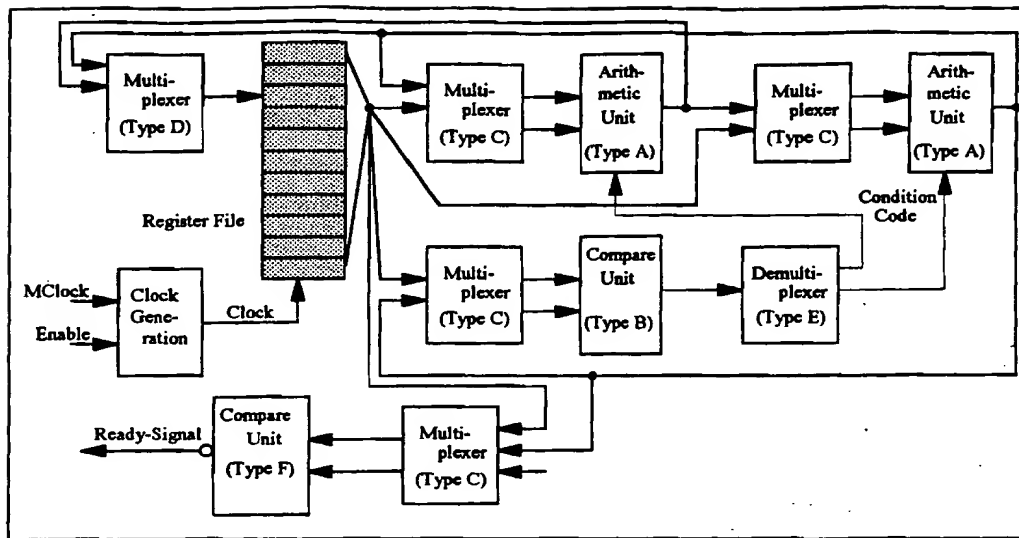 Multi-
plexer
(Type D)
Register File
Multi-
plexer
(Type C)
Arith-
metic
Unit
(Type A)
Multi-
plexer
(Type C)
Arith-
metic
Unit
(Type A)
Condition
Code
MClock
Enable
Clock
Gene-
ration
Clock
Multi-
plexer
(Type C)
Compare
Unit
(Type B)
Demulti-
plexer
(Type E)
Ready-Signal
Compare
Unit
(Type F)
Multi-
plexer
(Type C)